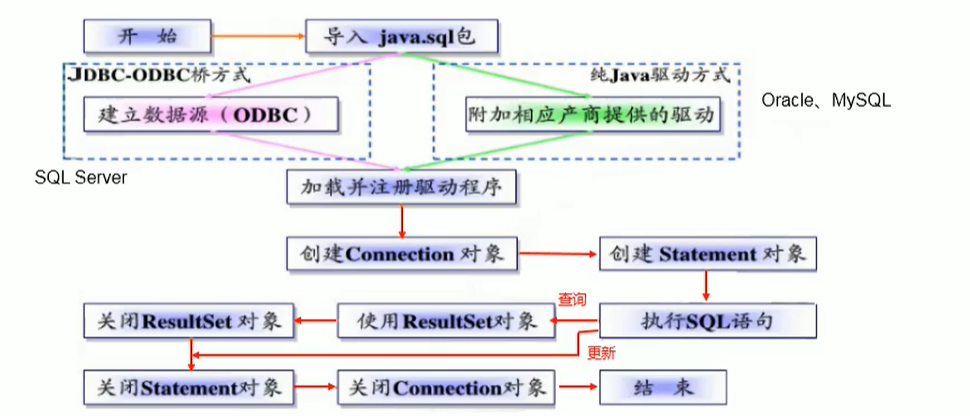 开 始
导入 java.sql包
JDBC-ODBC桥方式
纯Java驱动方式
建立数据源（ODBC）
附加相应产商提供的驱动
Oracle、MySQL
SQL Server
加载并注册驱动程序
创建Connection 对象
创建 Statement 对象
查询
关闭ResultSet 对象
使用ResultSet对象
执行SQL语句
更新
关闭Statement对象
关闭Connection对象
结 束